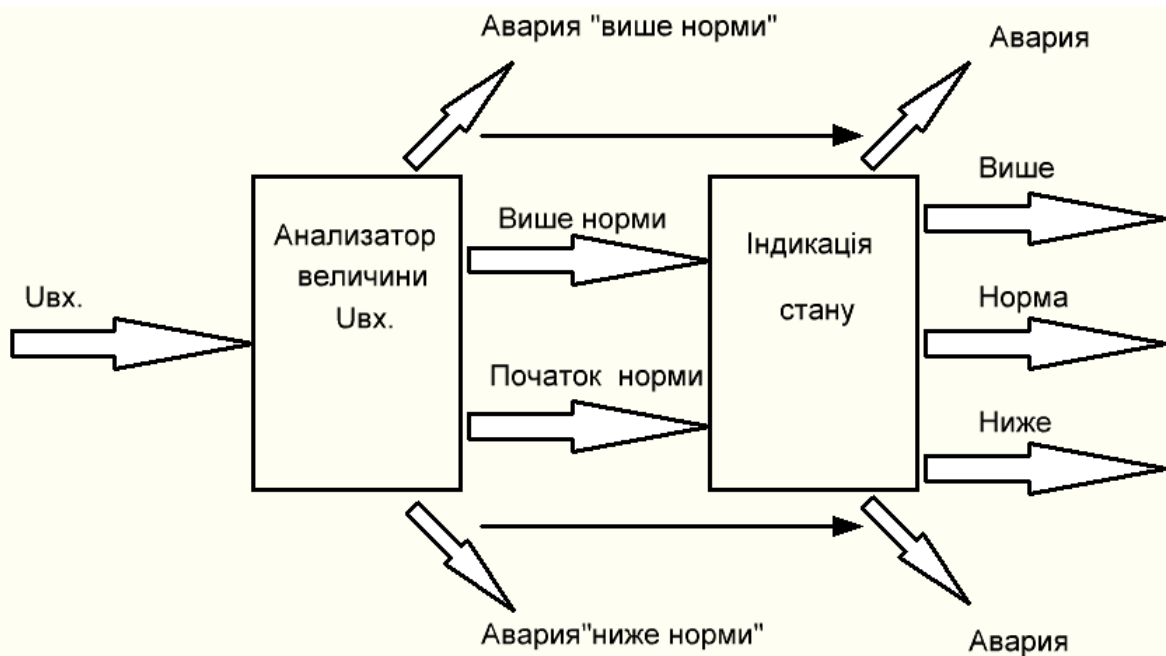 Авария "више норми"
Авария
Више
Више норми
Анализатор
величини
Uвх.
Індикація
стану
Uвх.
Норма
Початок норми
Ниже
Авария"ниже норми"
Авария